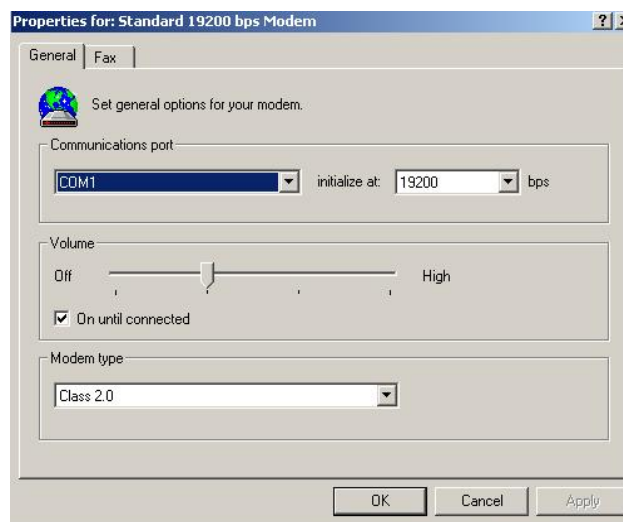 Properties for: Standard 19200 bps Modem
General Fax
Set general options for your modem.
Communications port
COM1 initialize at: 19200 bps
Volume
Off High
On until connected
Modem type
Class 2.0
OK Cancel Apply